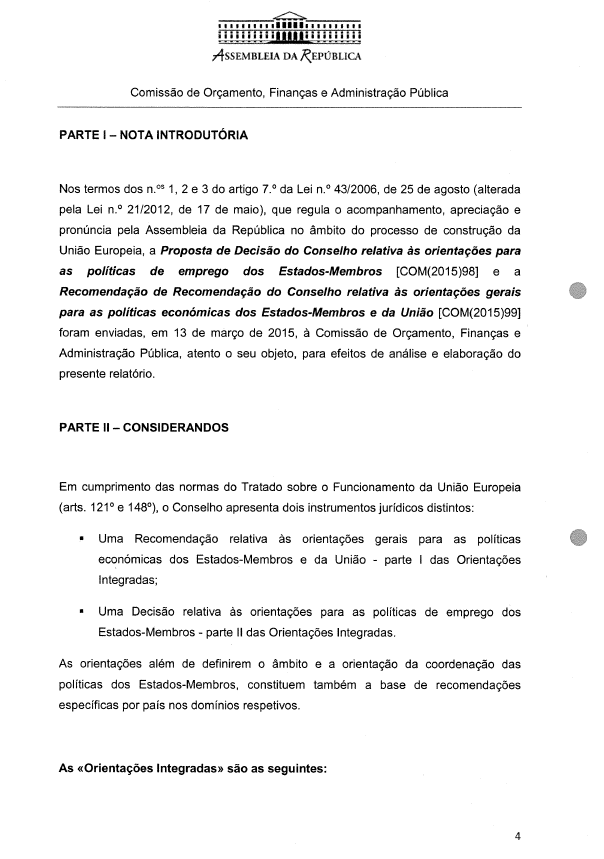 ASSEMBLEIA DA REPÚBLICA
Comissão de Orçamento, Finanças e Administração Pública
PARTE I – NOTA INTRODUTÓRIA
Nos termos dos n.ºs 1, 2 e 3 do artigo 7.º da Lei n.º 43/2006, de 25 de agosto (alterada
pela Lei n.º 21/2012, de 17 de maio), que regula o acompanhamento, apreciação e
pronúncia pela Assembleia da República no âmbito do processo de construção da
União Europeia, a Proposta de Decisão do Conselho relativa às orientações para
as políticas de emprego dos Estados-Membros [COM(2015)98] e a
Recomendação de Recomendação do Conselho relativa às orientações gerais
para as políticas económicas dos Estados-Membros e da União [COM(2015)99]
foram enviadas, em 13 de março de 2015, à Comissão de Orçamento, Finanças e
Administração Pública, atento o seu objeto, para efeitos de análise e elaboração do
presente relatório.
PARTE II – CONSIDERANDOS
Em cumprimento das normas do Tratado sobre o Funcionamento da União Europeia
(arts. 121º e 148º), o Conselho apresenta dois instrumentos jurídicos distintos:
▪ Uma Recomendação relativa às orientações gerais para as políticas
económicas dos Estados-Membros e da União - parte I das Orientações
Integradas;
▪ Uma Decisão relativa às orientações para as políticas de emprego dos
Estados-Membros - parte II das Orientações Integradas.
As orientações além de definirem o âmbito e a orientação da coordenação das
políticas dos Estados-Membros, constituem também a base de recomendações
específicas por país nos domínios respetivos.
As «Orientações Integradas» são as seguintes:
4